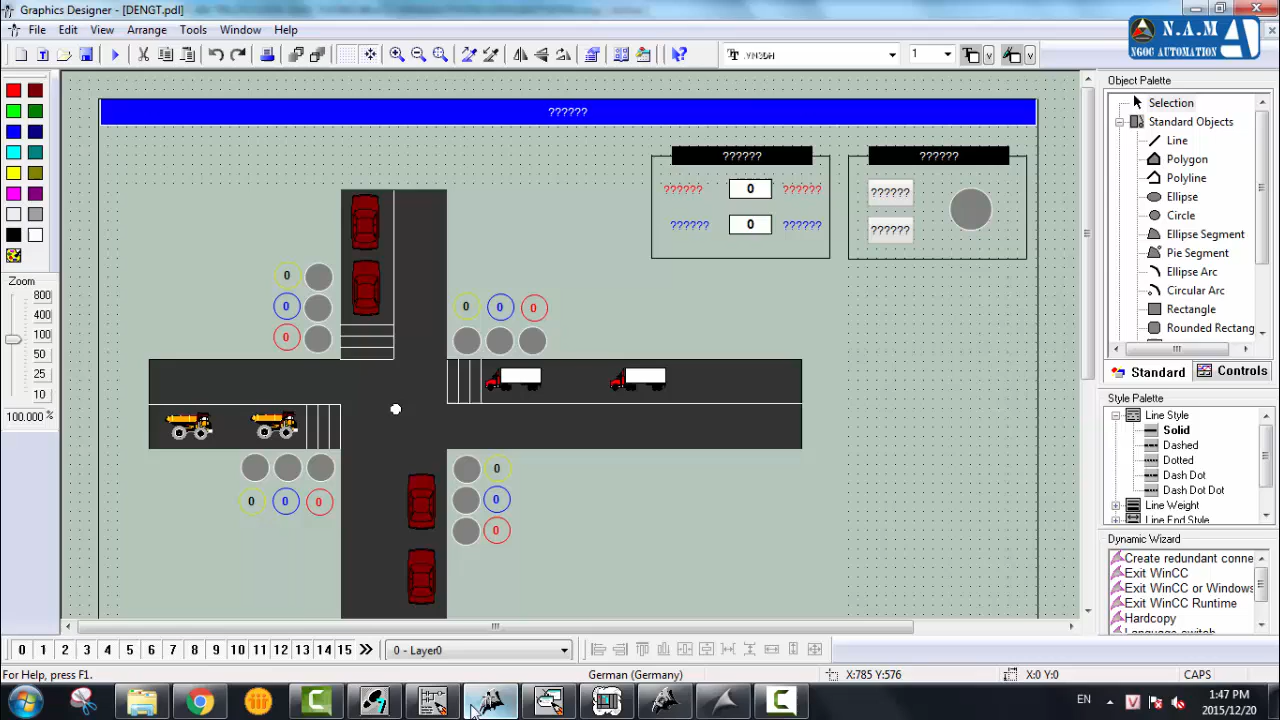 Graphics Designer - [DENGT.pdl]
File Edit View Arrange Tools Window Help
N.A.M
NGOC AUTOMATION
.VN3DH
1
Object Palette
Selection
Standard Objects
Line
Polygon
Polyline
Ellipse
Circle
Ellipse Segment
Pie Segment
Ellipse Arc
Circular Arc
Rectangle
Rounded Rectang
Standard Controls
Style Palette
Line Style
Solid
Dashed
Dotted
Dash Dot
Dash Dot Dot
Line Weight
Line End Style
Dynamic Wizard
Create redundant conne
Exit WinCC
Exit WinCC or Windows
Exit WinCC Runtime
Hardcopy
Language switch
Zoom
800
400
100
50
25
10
100.000 %
??????
?????? ??????
?????? 0 ?????? ??????
?????? 0 ?????? ??????
0
0 0 0 0
0
0 0 0 0
0
0
0 1 2 3 4 5 6 7 8 9 10 11 12 13 14 15
0 - Layer0
For Help, press F1. German (Germany) X:785 Y:576 X:0 Y:0 CAPS
EN
1:47 PM
2015/12/20